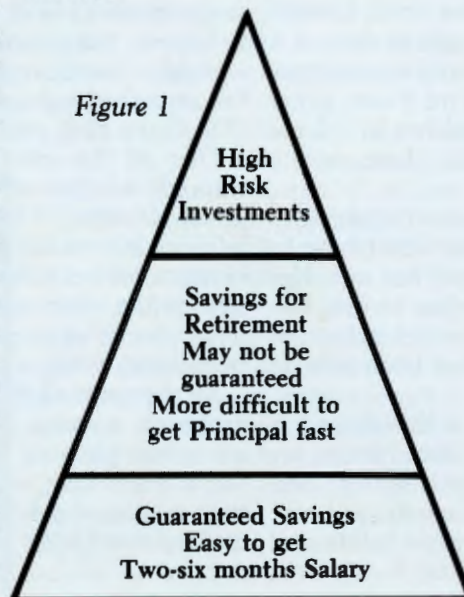 Figure 1
High
Risk
Investments
Savings for
Retirement
May not be
guaranteed
More difficult to
get Principal fast
Guaranteed Savings
Easy to get
Two-six months Salary